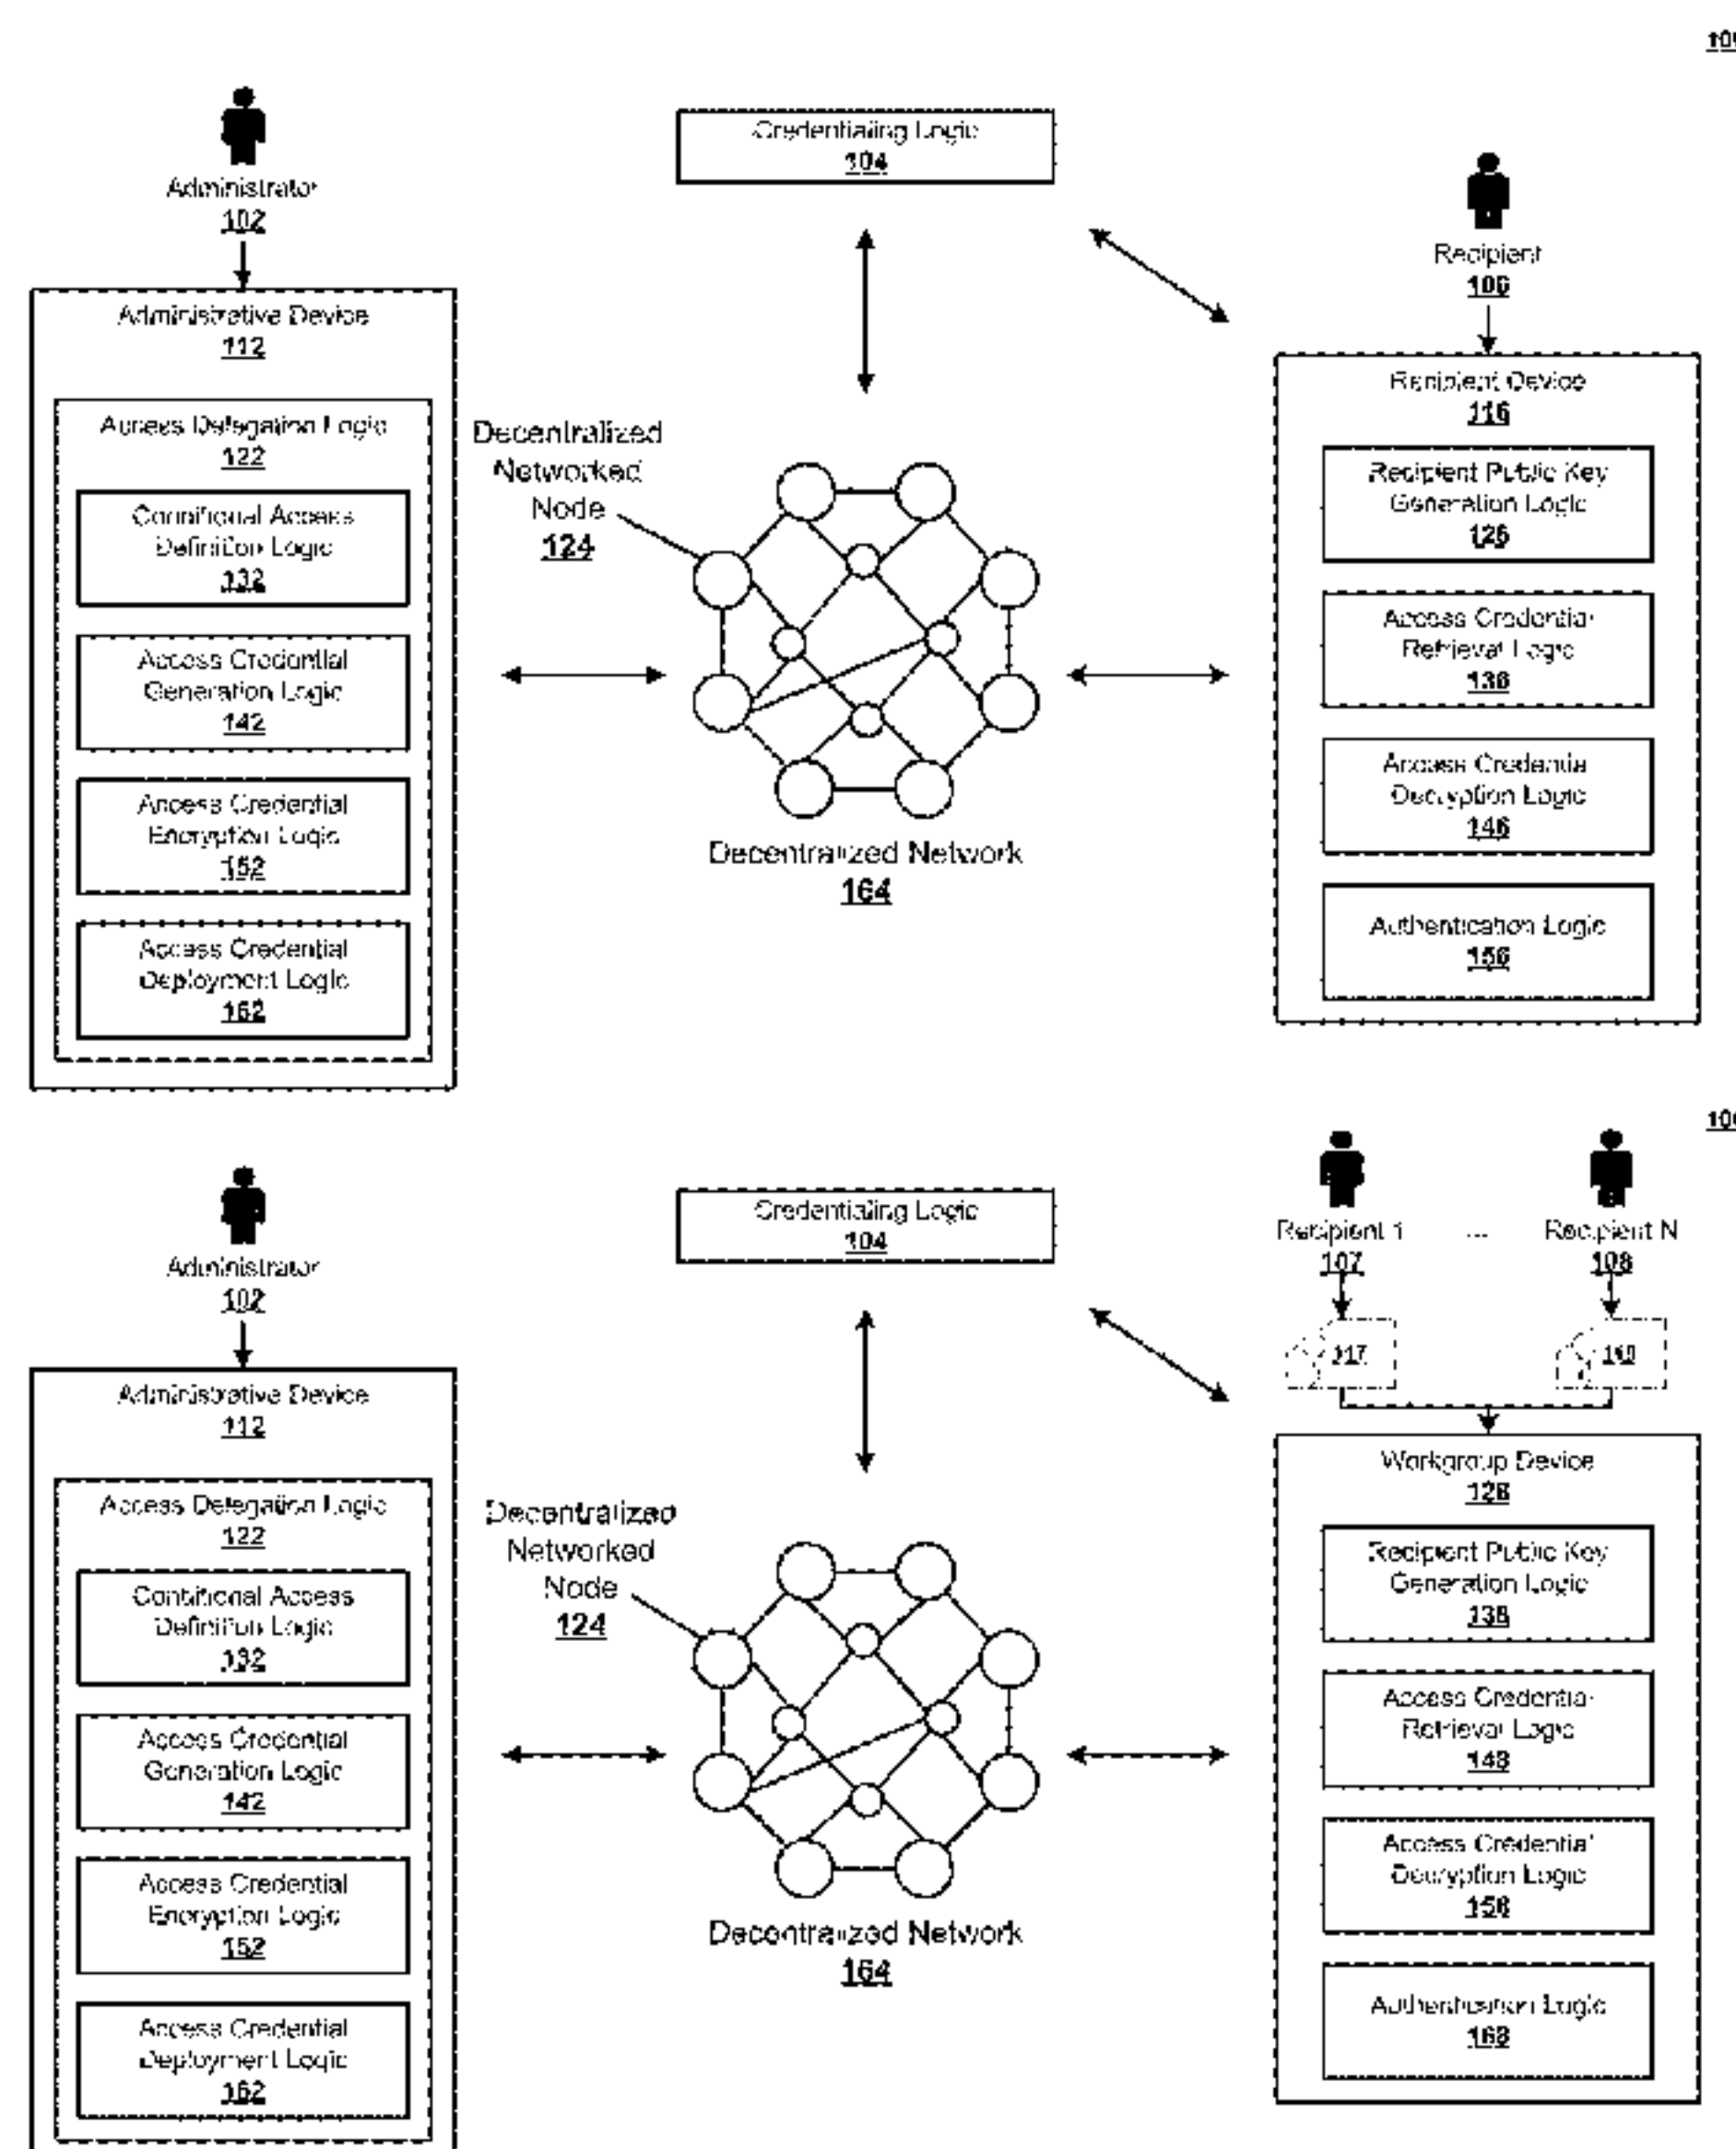 Administrator
102
Credentialing Logic
104
Recipient
106
Administrative Device
112
Access Delegation Logic
122
Conditional Access
Definition Logic
132
Access Credential
Generation Logic
142
Access Credential
Encryption Logic
152
Access Credential
Deployment Logic
162
Decentralized
Networked
Node
124
Decentralized Network
164
Recipient Device
116
Recipient Public Key
Generation Logic
126
Access Credential
Retrieval Logic
136
Access Credential
Decryption Logic
146
Authentication Logic
156
Administrator
102
Credentialing Logic
104
Recipient 1
107
...
Recipient N
108
117
Administrative Device
112
Access Delegation Logic
122
Conditional Access
Definition Logic
132
Access Credential
Generation Logic
142
Access Credential
Encryption Logic
152
Access Credential
Deployment Logic
162
Decentralized
Networked
Node
124
Decentralized Network
164
Workgroup Device
128
Recipient Public Key
Generation Logic
138
Access Credential
Retrieval Logic
148
Access Credential
Decryption Logic
158
Authentication Logic
168